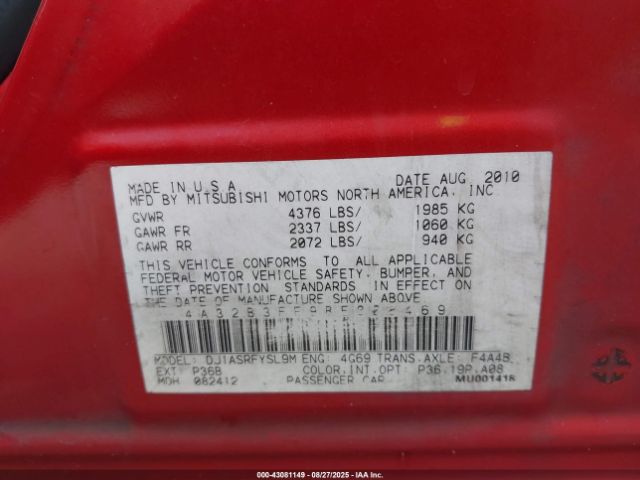 MADE IN U.S.A. DATE AUG. 2010
MFD BY MITSUBISHI MOTORS NORTH AMERICA, INC
GVWR 4376 LBS/ 1985 KG
GAWR FR 2337 LBS/ 1060 KG
GAWR RR 2072 LBS/ 940 KG
THIS VEHICLE CONFORMS TO ALL APPLICABLE
FEDERAL MOTOR VEHICLE SAFETY, BUMPER, AND
THEFT PREVENTION STANDARDS IN EFFECT ON
THE DATE OF MANUFACTURE SHOWN ABOVE
MODEL: DJ1ASRFYSL9M ENG: 4G69 TRANS.AXLE: F4A4B
EXT P36B COLOR.INT.OPT: P36.19P.A08
MDH 082412 PASSENGER CAR MU001418
000-43081149 - 08/27/2025 - IAA Inc.